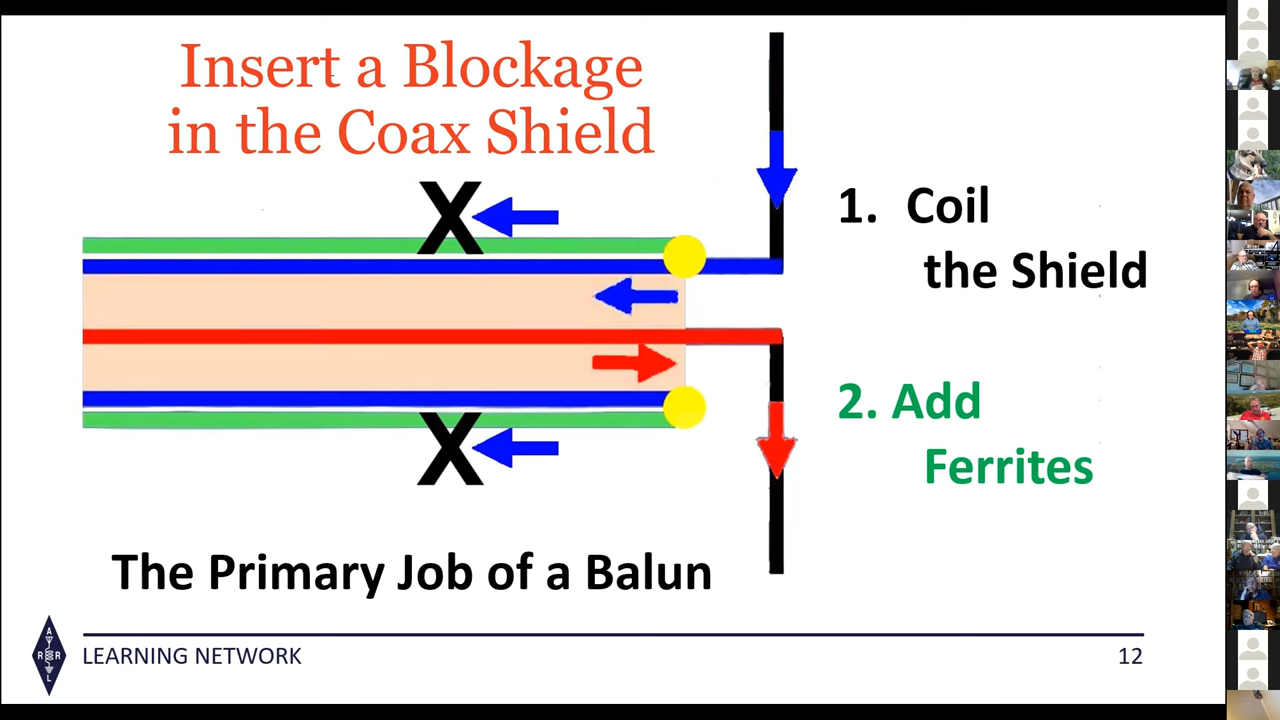 Insert a Blockage
in the Coax Shield
X
X
1. Coil
the Shield
2. Add
Ferrites
The Primary Job of a Balun
A
R R
L
LEARNING NETWORK
12